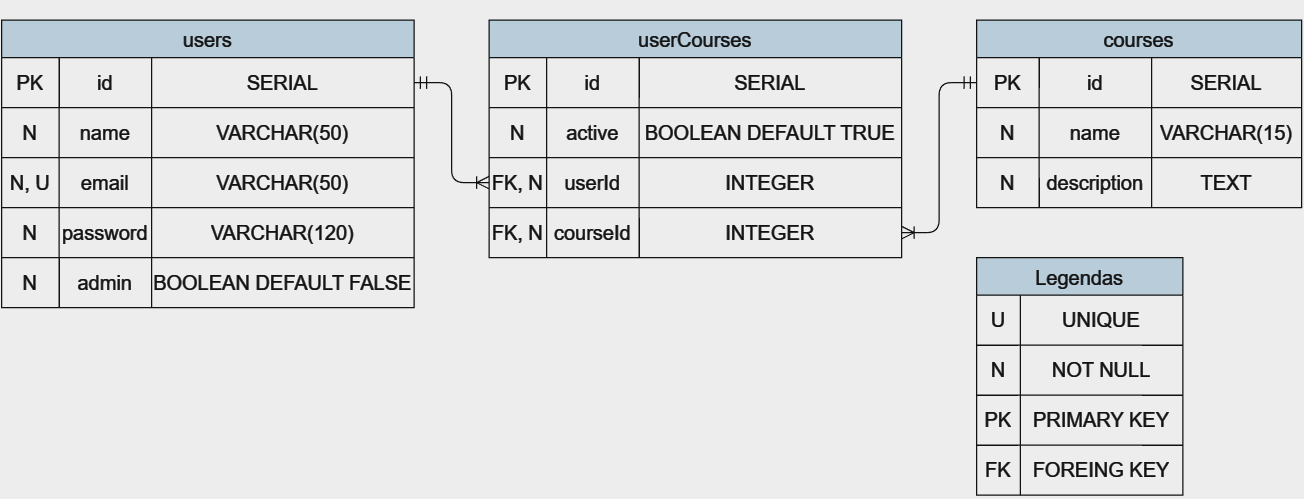 users
PK id SERIAL
N name VARCHAR(50)
N, U email VARCHAR(50)
N password VARCHAR(120)
N admin BOOLEAN DEFAULT FALSE
userCourses
PK id SERIAL
N active BOOLEAN DEFAULT TRUE
FK, N userId INTEGER
FK, N courseId INTEGER
courses
PK id SERIAL
N name VARCHAR(15)
N description TEXT
Legendas
U UNIQUE
N NOT NULL
PK PRIMARY KEY
FK FOREING KEY